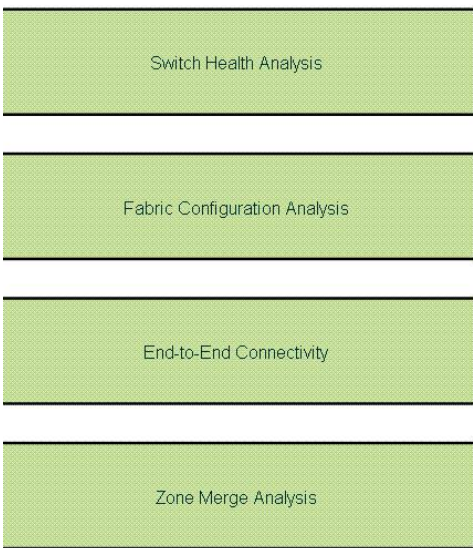 Switch Health Analysis
Fabric Configuration Analysis
End-to-End Connectivity
Zone Merge Analysis